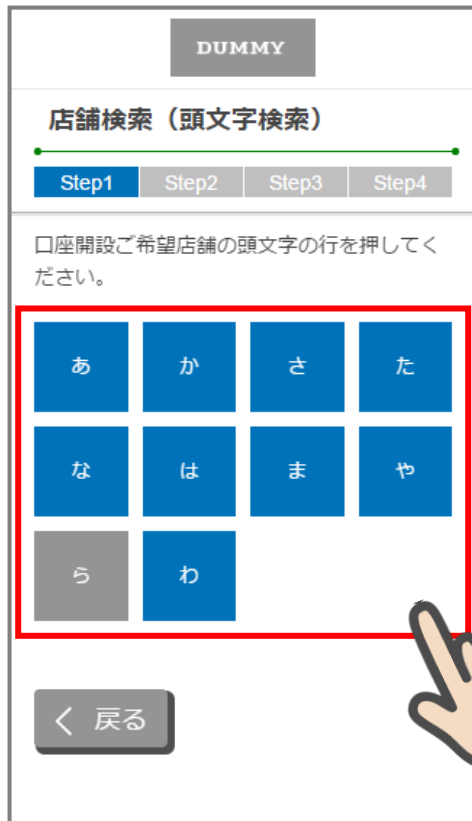 DUMMY
店舗検索（頭文字検索）
Step1 Step2 Step3 Step4
口座開設ご希望店舗の頭文字の行を押してく
ださい。
あ か さ た
な は ま や
ら わ
戻る